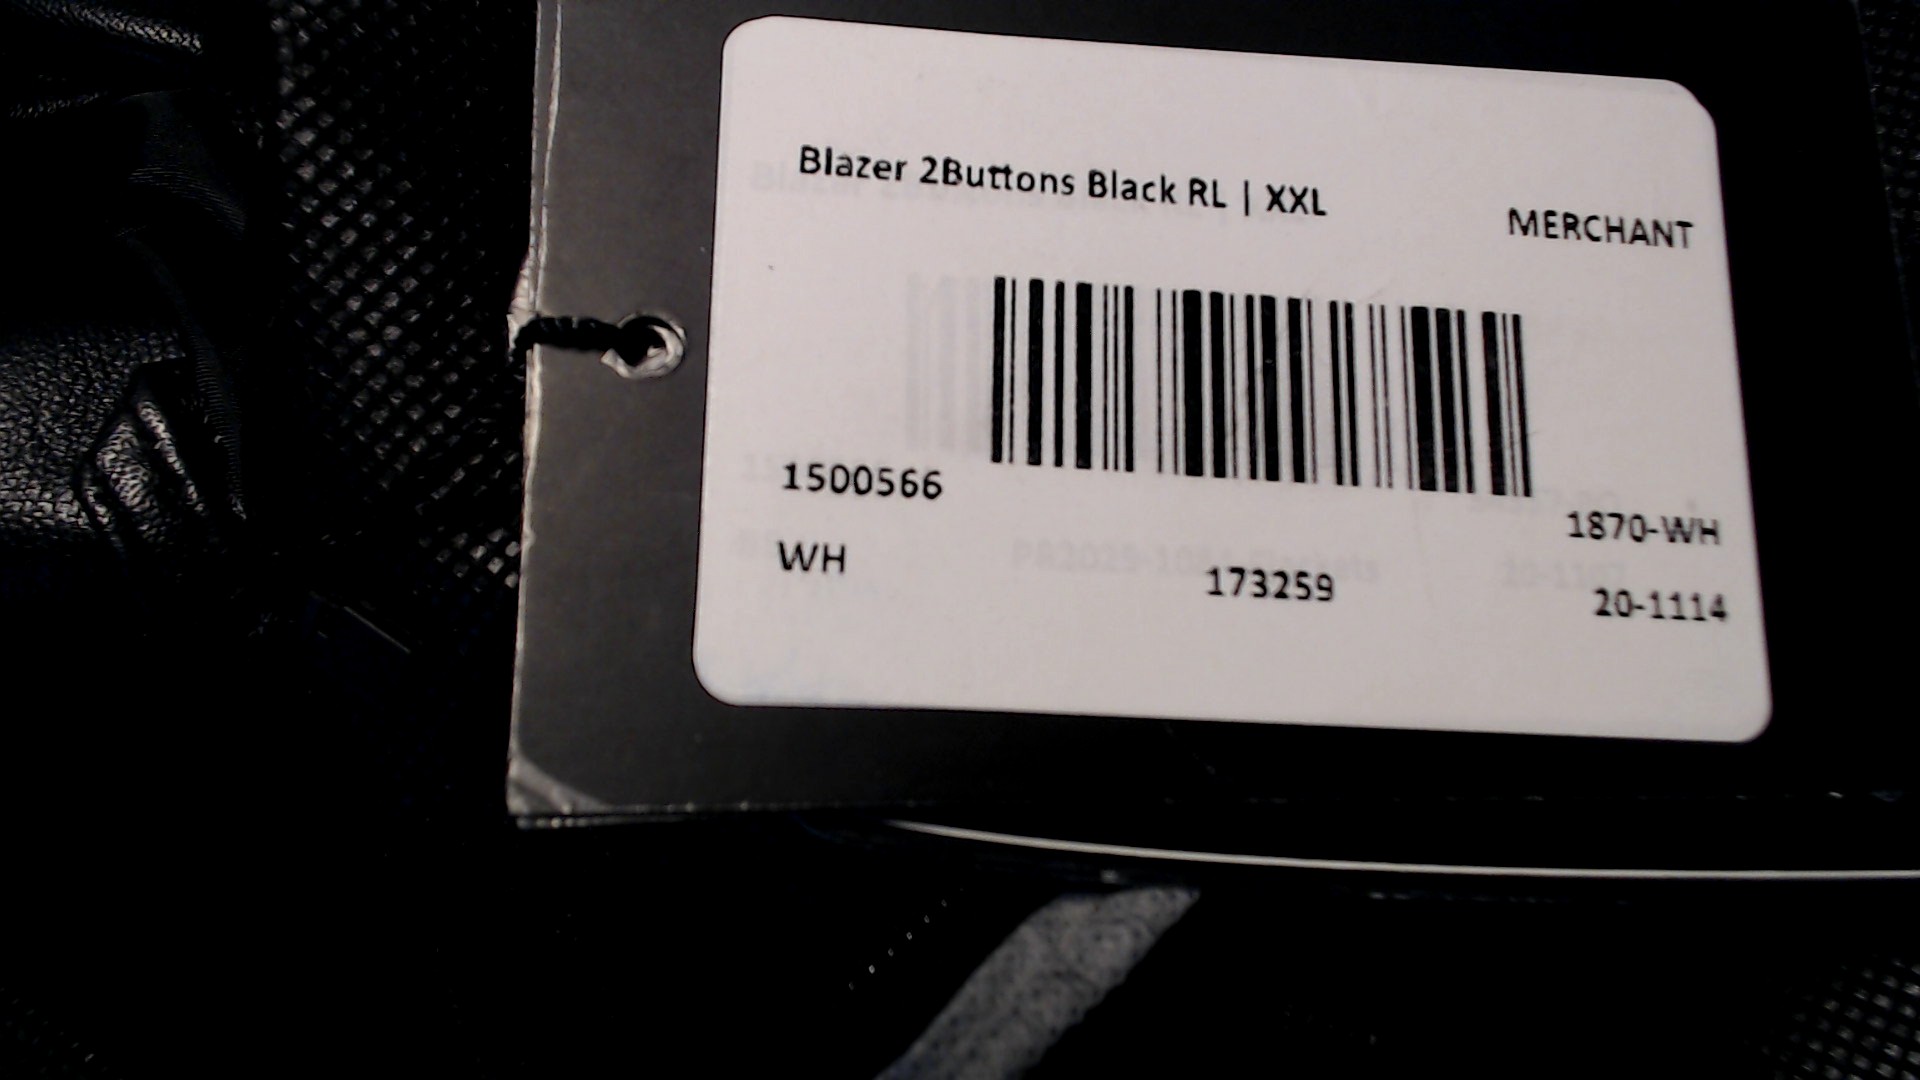 Blazer 2Buttons Black RL | XXL
MERCHANT
1500566
1870-WH
WH
173259
20-1114